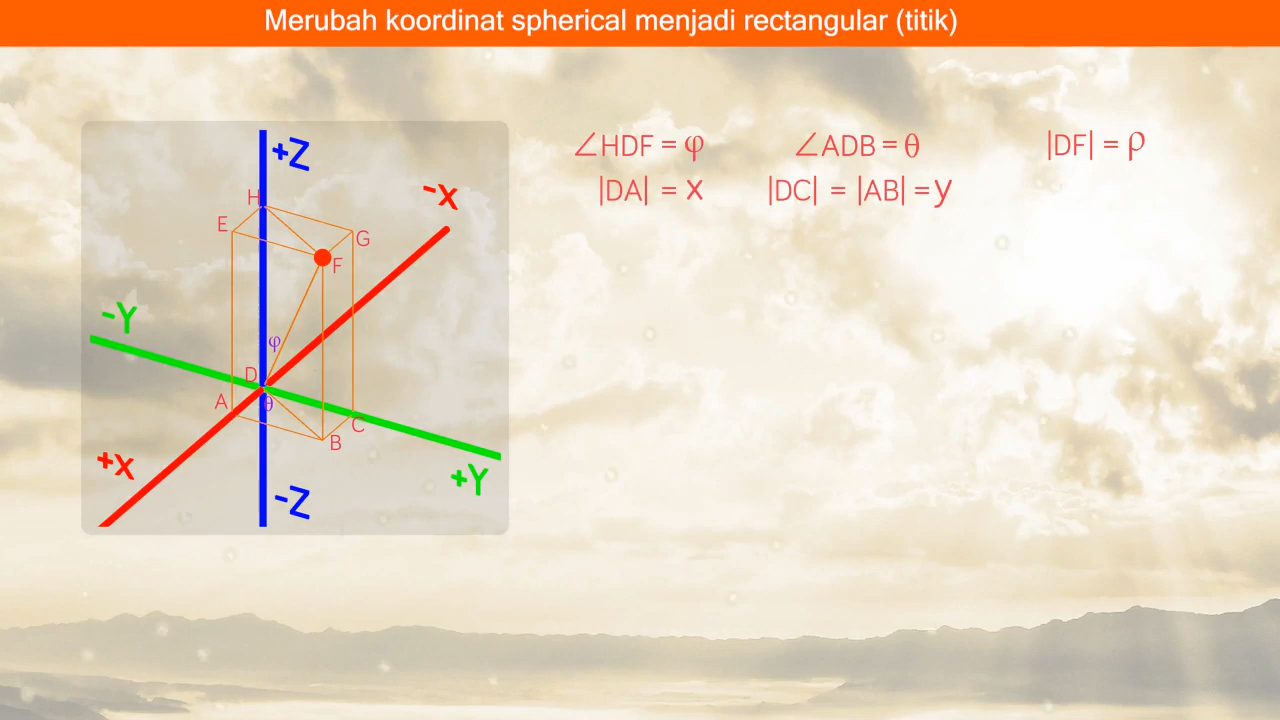 Merubah koordinat spherical menjadi rectangular (titik)
∠HDF = φ ∠ADB = θ |DF| = ρ
|DA| = x |DC| = |AB| = y
+Z
-X
H
E
G
F
-Y
φ
D
A
θ
C
B
+X
+Y
-Z